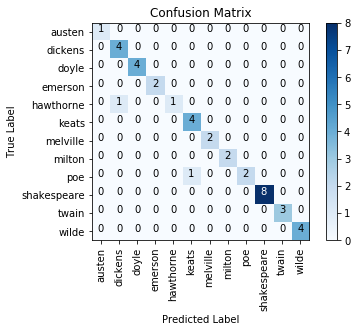 Confusion Matrix
True Label
austen 1 0 0 0 0 0 0 0 0 0 0 0
dickens 0 4 0 0 0 0 0 0 0 0 0 0
doyle 0 0 4 0 0 0 0 0 0 0 0 0
emerson 0 0 0 2 0 0 0 0 0 0 0 0
hawthorne 0 1 0 0 1 0 0 0 0 0 0 0
keats 0 0 0 0 0 4 0 0 0 0 0 0
melville 0 0 0 0 0 0 2 0 0 0 0 0
milton 0 0 0 0 0 0 0 2 0 0 0 0
poe 0 0 0 0 0 1 0 0 2 0 0 0
shakespeare 0 0 0 0 0 0 0 0 0 8 0 0
twain 0 0 0 0 0 0 0 0 0 0 3 0
wilde 0 0 0 0 0 0 0 0 0 0 0 4
austen dickens doyle emerson hawthorne keats melville milton poe shakespeare twain wilde
Predicted Label
8
7
6
5
4
3
2
1
0